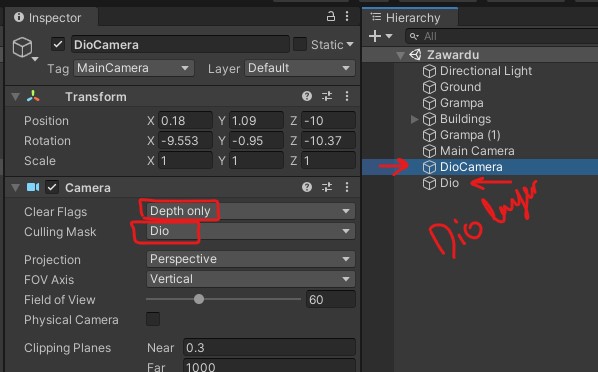 Inspector
DioCamera
Static
Tag MainCamera Layer Default
Transform
Position X 0.18 Y 1.09 Z -10
Rotation X -9.553 Y -0.95 Z -10.37
Scale X 1 Y 1 Z 1
Camera
Clear Flags Depth only
Culling Mask Dio
Projection Perspective
FOV Axis Vertical
Field of View 60
Physical Camera
Clipping Planes Near 0.3
Far 1000
Hierarchy
All
Zawardu
Directional Light
Ground
Grampa
Buildings
Grampa (1)
Main Camera
DioCamera
Dio
Dio layer